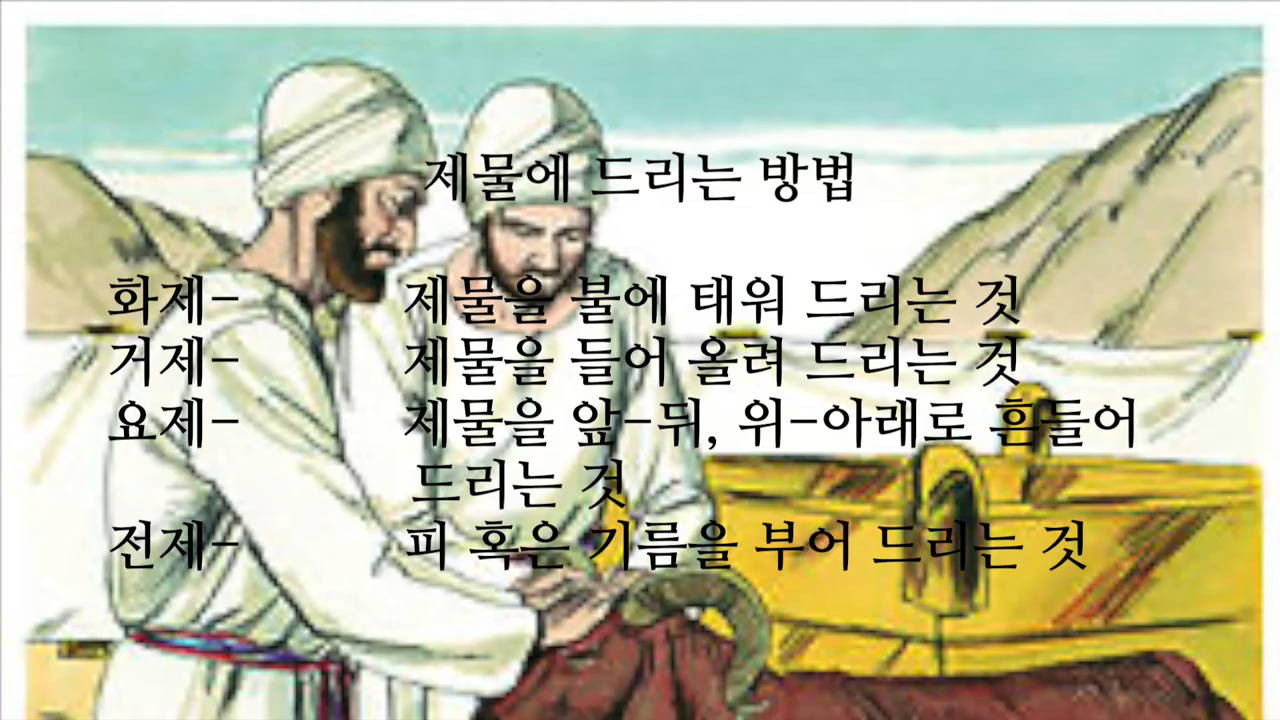 제물에 드리는 방법
화제- 제물을 불에 태워 드리는 것
거제- 제물을 들어 올려 드리는 것
요제- 제물을 앞-뒤, 위-아래로 흔들어
드리는 것
전제- 피 혹은 기름을 부어 드리는 것